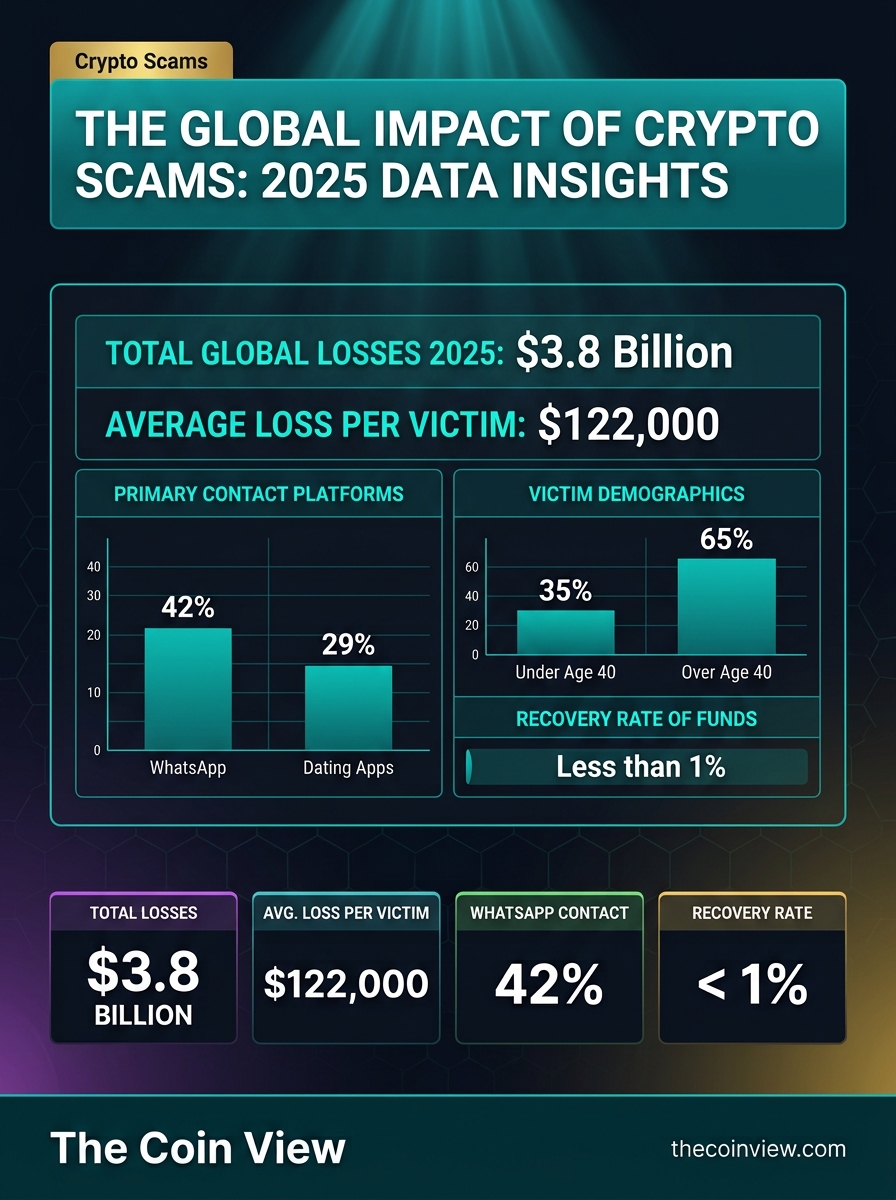 Crypto Scams
THE GLOBAL IMPACT OF CRYPTO
SCAMS: 2025 DATA INSIGHTS
TOTAL GLOBAL LOSSES 2025: $3.8 Billion
AVERAGE LOSS PER VICTIM: $122,000
PRIMARY CONTACT PLATFORMS
40
30
20
10
0
42%
29%
WhatsApp
Dating Apps
VICTIM DEMOGRAPHICS
60
40
20
0
35%
65%
Under Age 40
Over Age 40
RECOVERY RATE OF FUNDS
Less than 1%
TOTAL LOSSES
$3.8
BILLION
AVG. LOSS PER VICTIM
$122,000
WHATSAPP CONTACT
42%
RECOVERY RATE
< 1%
The Coin View
thecoinview.com